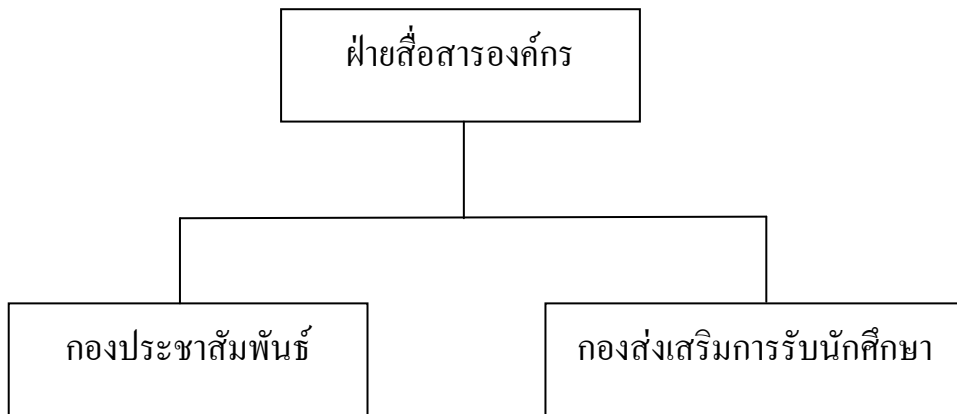 ฝ่ายสื่อสารองค์กร
กองประชาสัมพันธ์
กองส่งเสริมการรับนักศึกษา